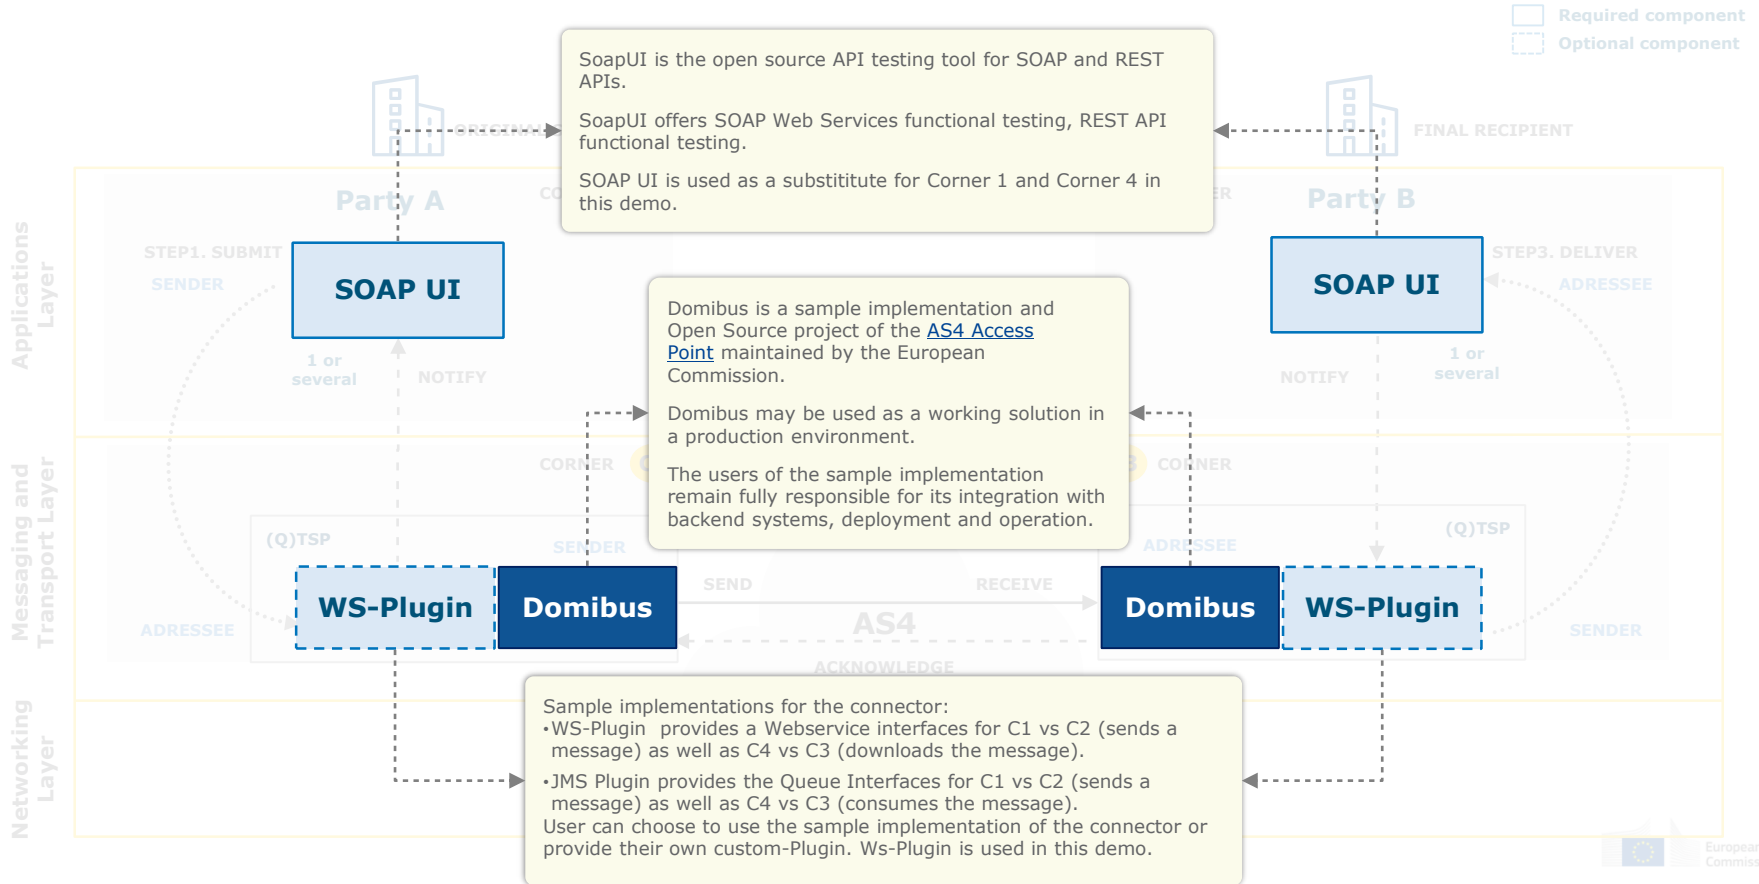 Required component
Optional component
SoapUI is the open source API testing tool for SOAP and REST
APIs.
SoapUI offers SOAP Web Services functional testing, REST API
functional testing.
SOAP UI is used as a substititute for Corner 1 and Corner 4 in
this demo.
FINAL RECIPIENT
Party A
Party B
Applications
Layer
STEP1. SUBMIT
SENDER
SOAP UI
SOAP UI
STEP3. DELIVER
ADRESSEE
1 or
several
NOTIFY
NOTIFY
1 or
several
Domibus is a sample implementation and
Open Source project of the AS4 Access
Point maintained by the European
Commission.
Domibus may be used as a working solution in
a production environment.
The users of the sample implementation
remain fully responsible for its integration with
backend systems, deployment and operation.
Messaging and
Transport Layer
CORNER
3 CORNER
(Q)TSP
SENDER
ADRESSEE
(Q)TSP
WS-Plugin
Domibus
SEND
RECEIVE
AS4
ACKNOWLEDGE
Domibus
WS-Plugin
ADRESSEE
SENDER
Networking
Layer
Sample implementations for the connector:
•WS-Plugin provides a Webservice interfaces for C1 vs C2 (sends a
message) as well as C4 vs C3 (downloads the message).
•JMS Plugin provides the Queue Interfaces for C1 vs C2 (sends a
message) as well as C4 vs C3 (consumes the message).
User can choose to use the sample implementation of the connector or
provide their own custom-Plugin. Ws-Plugin is used in this demo.
European